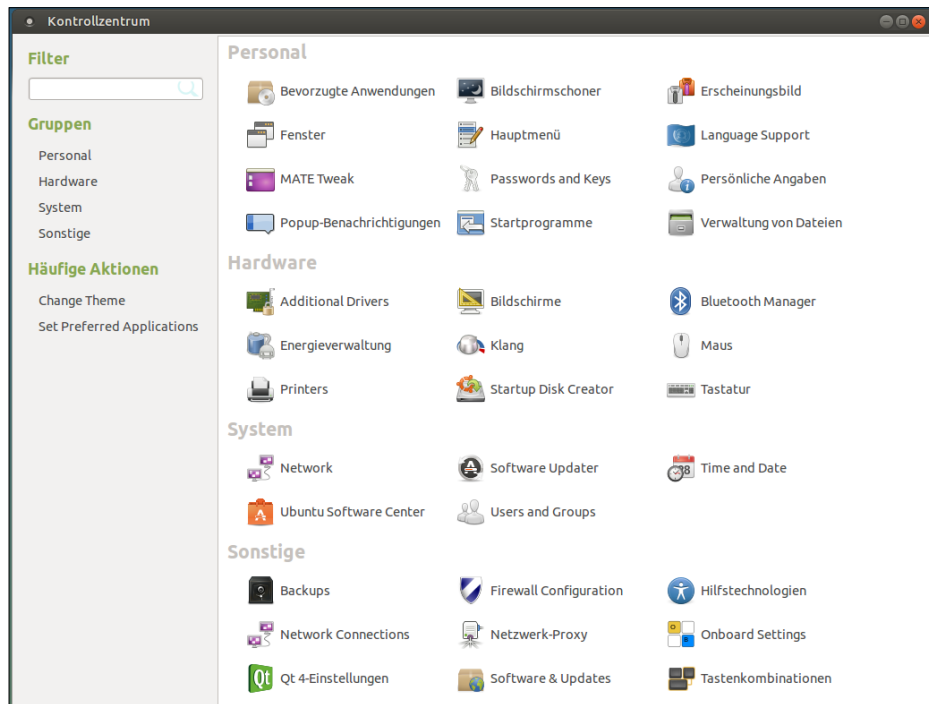 Kontrollzentrum
Filter
Gruppen
Personal
Hardware
System
Sonstige
Häufige Aktionen
Change Theme
Set Preferred Applications
Personal
Bevorzugte Anwendungen Bildschirmschoner Erscheinungsbild
Fenster Hauptmenü Language Support
MATE Tweak Passwords and Keys Persönliche Angaben
Popup-Benachrichtigungen Startprogramme Verwaltung von Dateien
Hardware
Additional Drivers Bildschirme Bluetooth Manager
Energieverwaltung Klang Maus
Printers Startup Disk Creator Tastatur
System
Network Software Updater Time and Date
Ubuntu Software Center Users and Groups
Sonstige
Backups Firewall Configuration Hilfstechnologien
Network Connections Netzwerk-Proxy Onboard Settings
Qt 4-Einstellungen Software & Updates Tastenkombinationen